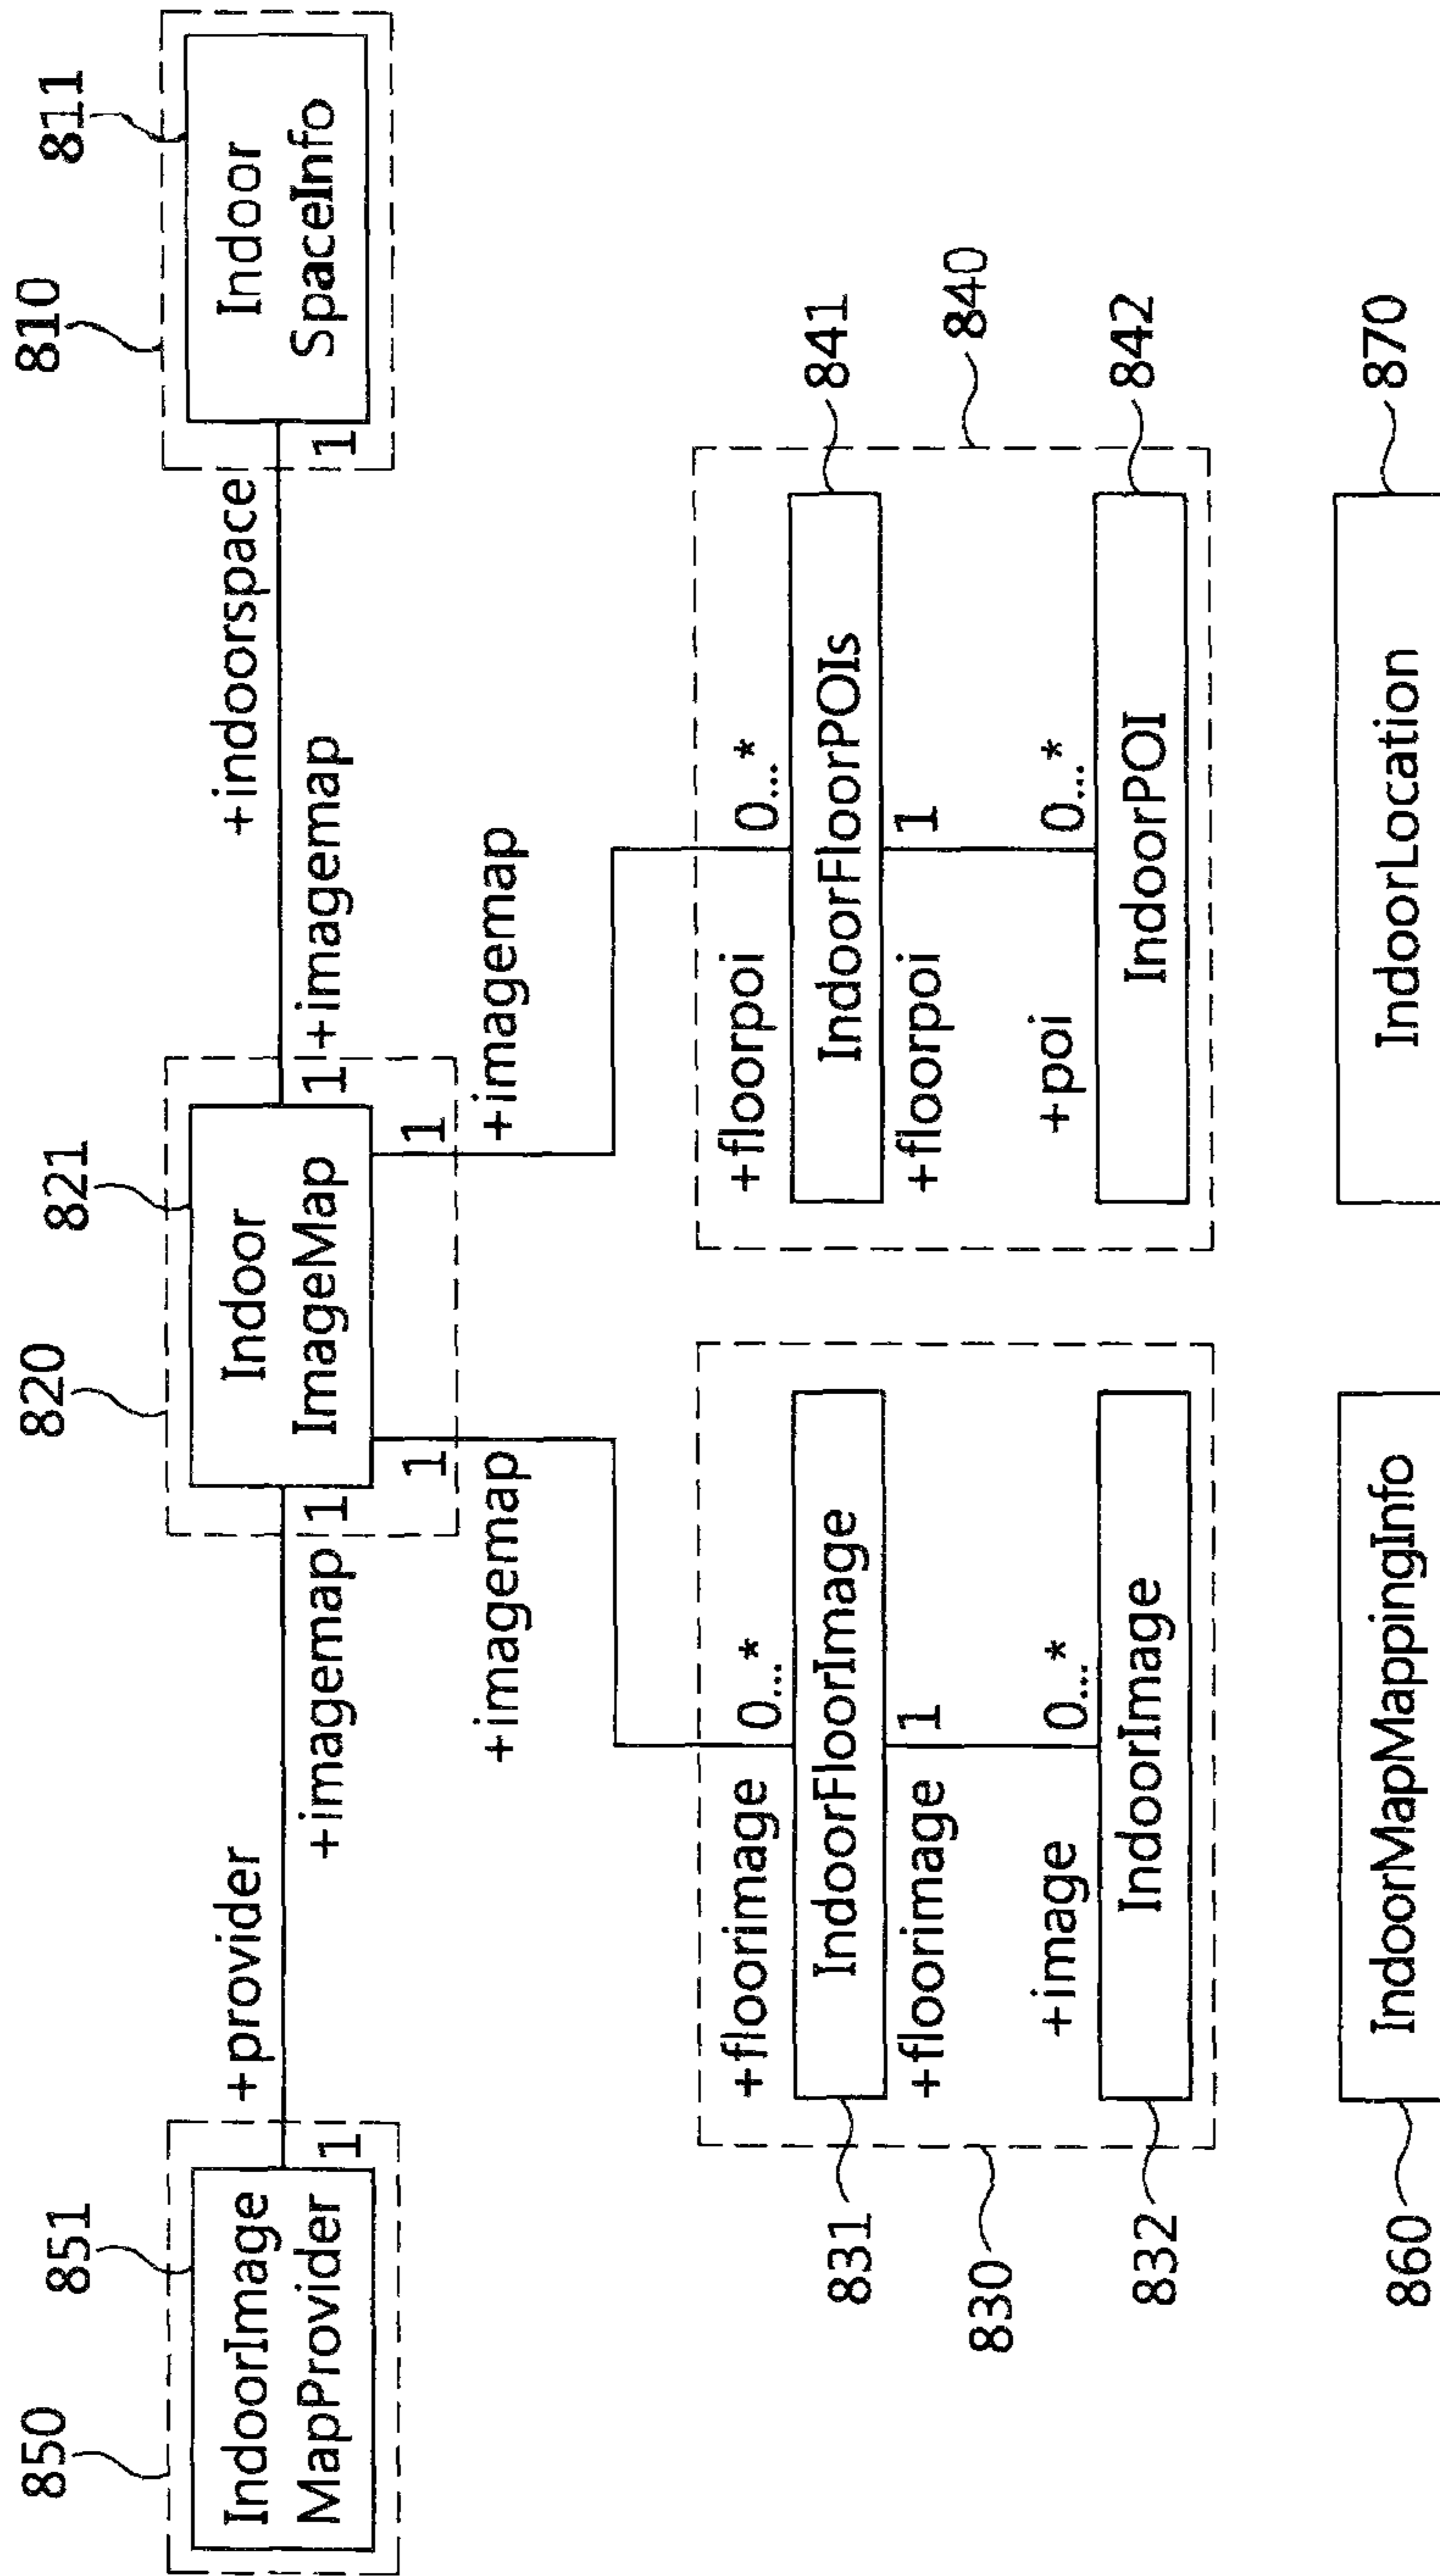 850
851
820
821
810
811
IndoorImage
MapProvider
1
+provider
+imagemap
1
Indoor
ImageMap
1
+imagemap
+indoorspace
1
Indoor
SpaceInfo
1
+imagemap
1
+imagemap
+floorimage
0...*
831
IndoorFloorImage
+floorimage
1
830
+image
0...*
832
IndoorImage
+floorpoi
0...*
IndoorFloorPOIs
841
+floorpoi
1
840
+poi
0...*
IndoorPOI
842
860
IndoorMapMappingInfo
IndoorLocation
870